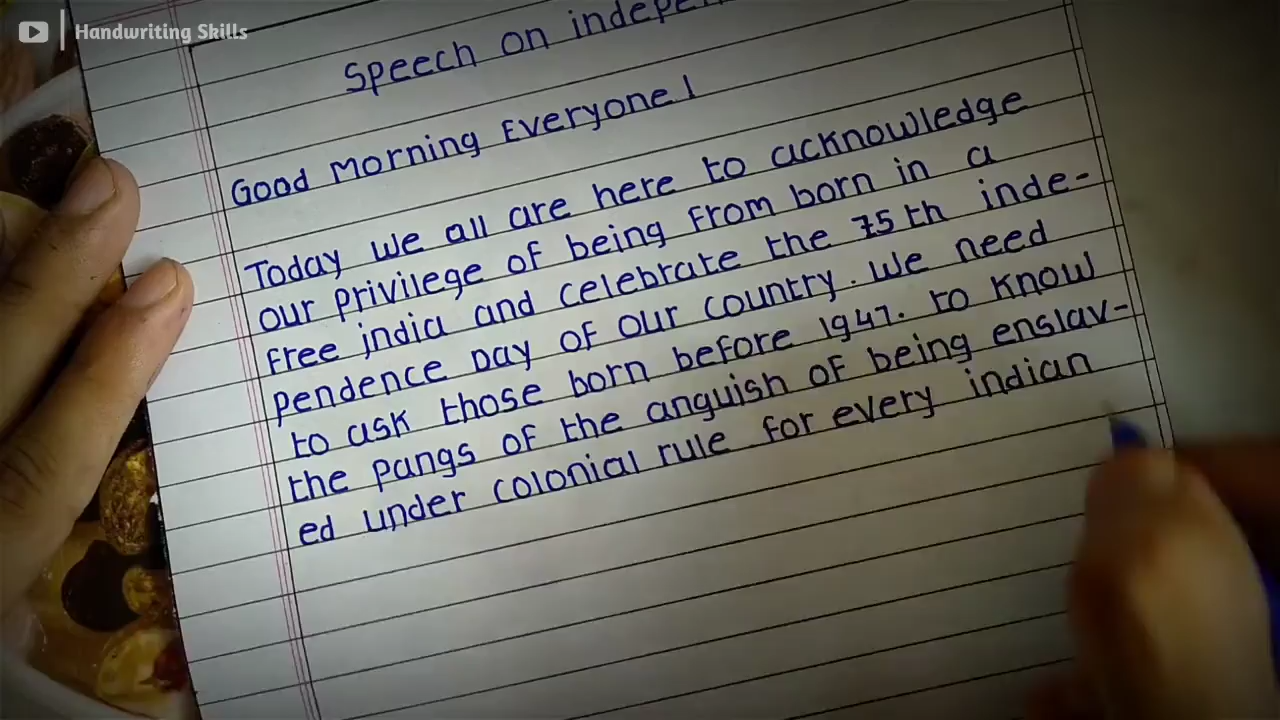 Handwriting Skills
Speech on indepen
Good Morning Everyone!
Today we all are here to acknowledge
our privilege of being from born in a
free india and celebrate the 75th inde-
pendence Day of our country. We need
to ask those born before 1947. to know
the pangs of the anguish of being enslav-
ed under colonial rule for every indian